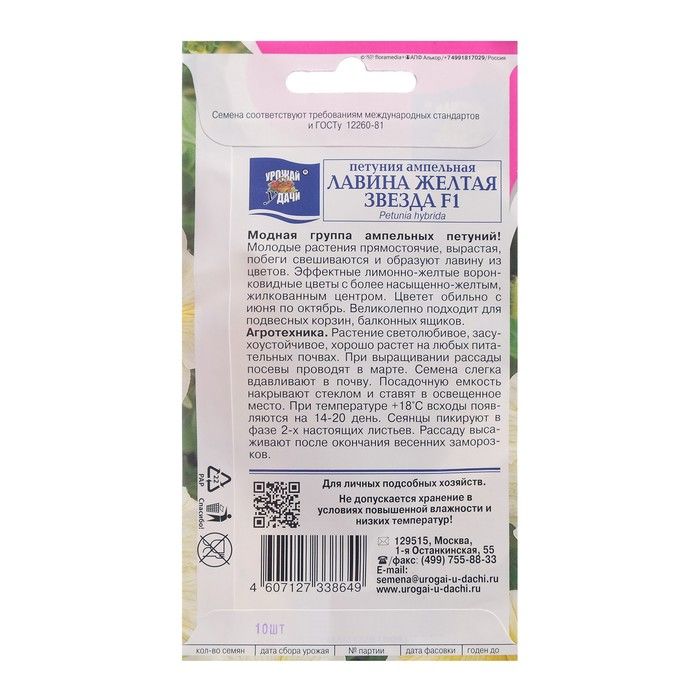 © ИП floramedia+ АПФ Алькор/+74991817029/Россия
Семена соответствуют требованиям международных стандартов
и ГОСТу 12260-81
УРОЖАЙ
У
ДАЧИ
®
петуния ампельная
ЛАВИНА ЖЕЛТАЯ
ЗВЕЗДА F1
Petunia hybrida
Модная группа ампельных петуний!
Молодые растения прямостоячие, вырастая,
побеги свешиваются и образуют лавину из
цветов. Эффектные лимонно-желтые ворон-
ковидные цветы с более насыщенно-желтым,
жилкованным центром. Цветет обильно с
июня по октябрь. Великолепно подходит для
подвесных корзин, балконных ящиков.
Агротехника. Растение светолюбивое, засу-
хоустойчивое, хорошо растет на любых пита-
тельных почвах. При выращивании рассады
посевы проводят в марте. Семена слегка
вдавливают в почву. Посадочную емкость
накрывают стеклом и ставят в освещенное
место. При температуре +18°С всходы появ-
ляются на 14-20 день. Сеянцы пикируют в
фазе 2-х настоящих листьев. Рассаду выса-
живают после окончания весенних замороз-
ков.
22
PAP
Спасибо!
Для личных подсобных хозяйств.
Не допускается хранение в
условиях повышенной влажности и
низких температур!
129515, Москва,
1-я Останкинская, 55
☎/факс: (499) 755-88-33
E-mail:
semena@urogai-u-dachi.ru
www.urogai-u-dachi.ru
4 607127 338649
10шт
кол-во семян дата сбора урожая № партии дата фасовки годен до